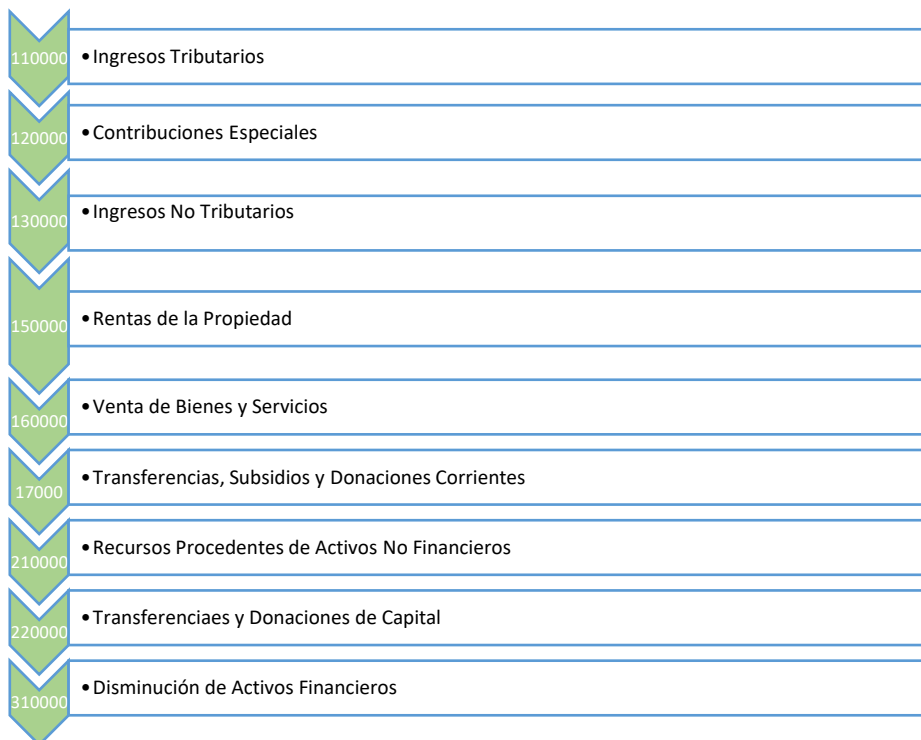 110000 •Ingresos Tributarios
120000 •Contribuciones Especiales
130000 •Ingresos No Tributarios
150000 •Rentas de la Propiedad
160000 •Venta de Bienes y Servicios
17000 •Transferencias, Subsidios y Donaciones Corrientes
210000 •Recursos Procedentes de Activos No Financieros
220000 •Transferenciaes y Donaciones de Capital
310000 •Disminución de Activos Financieros